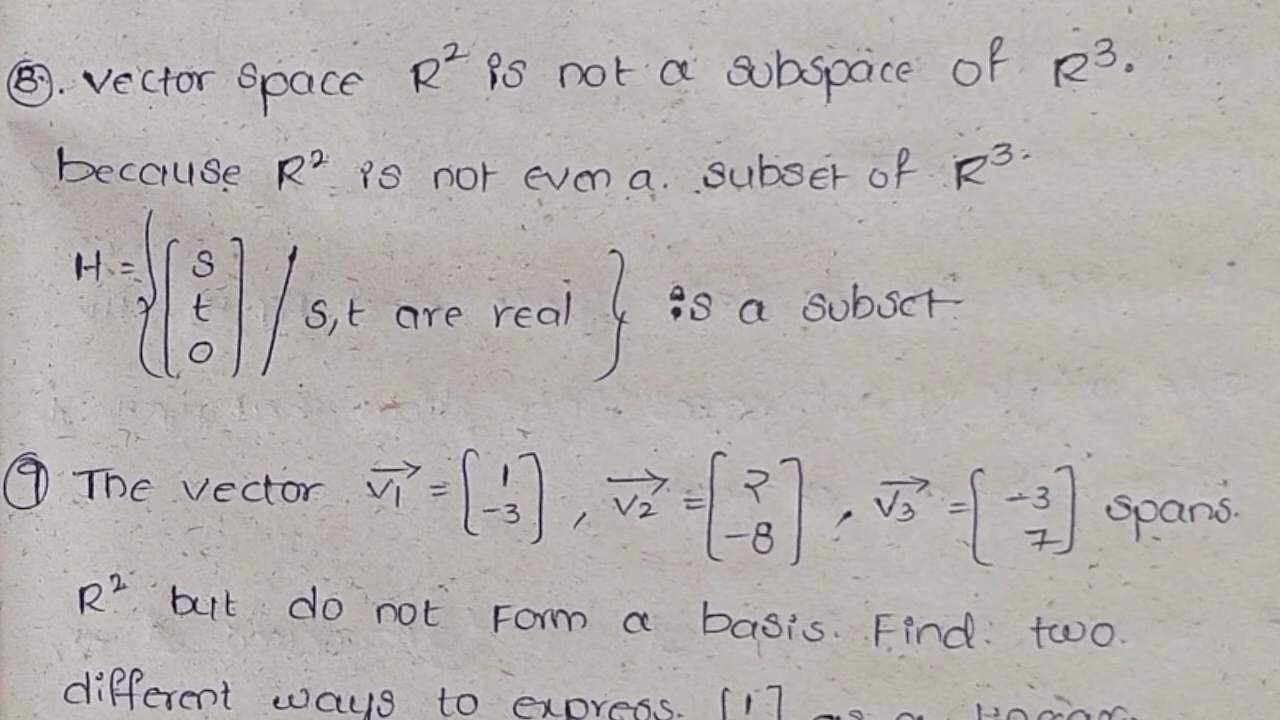 ⑧. vector space R² is not a subspace of R³.
because R² is not even a. subset of R³.
H = {[s t 0] / s,t are real } is a subset
⑨ The vector v₁ = [1 -3], v₂ = [2 -8], v₃ = [-3 7] spans.
R² but do not Form a basis. Find. two.
different ways to express. [1] as a